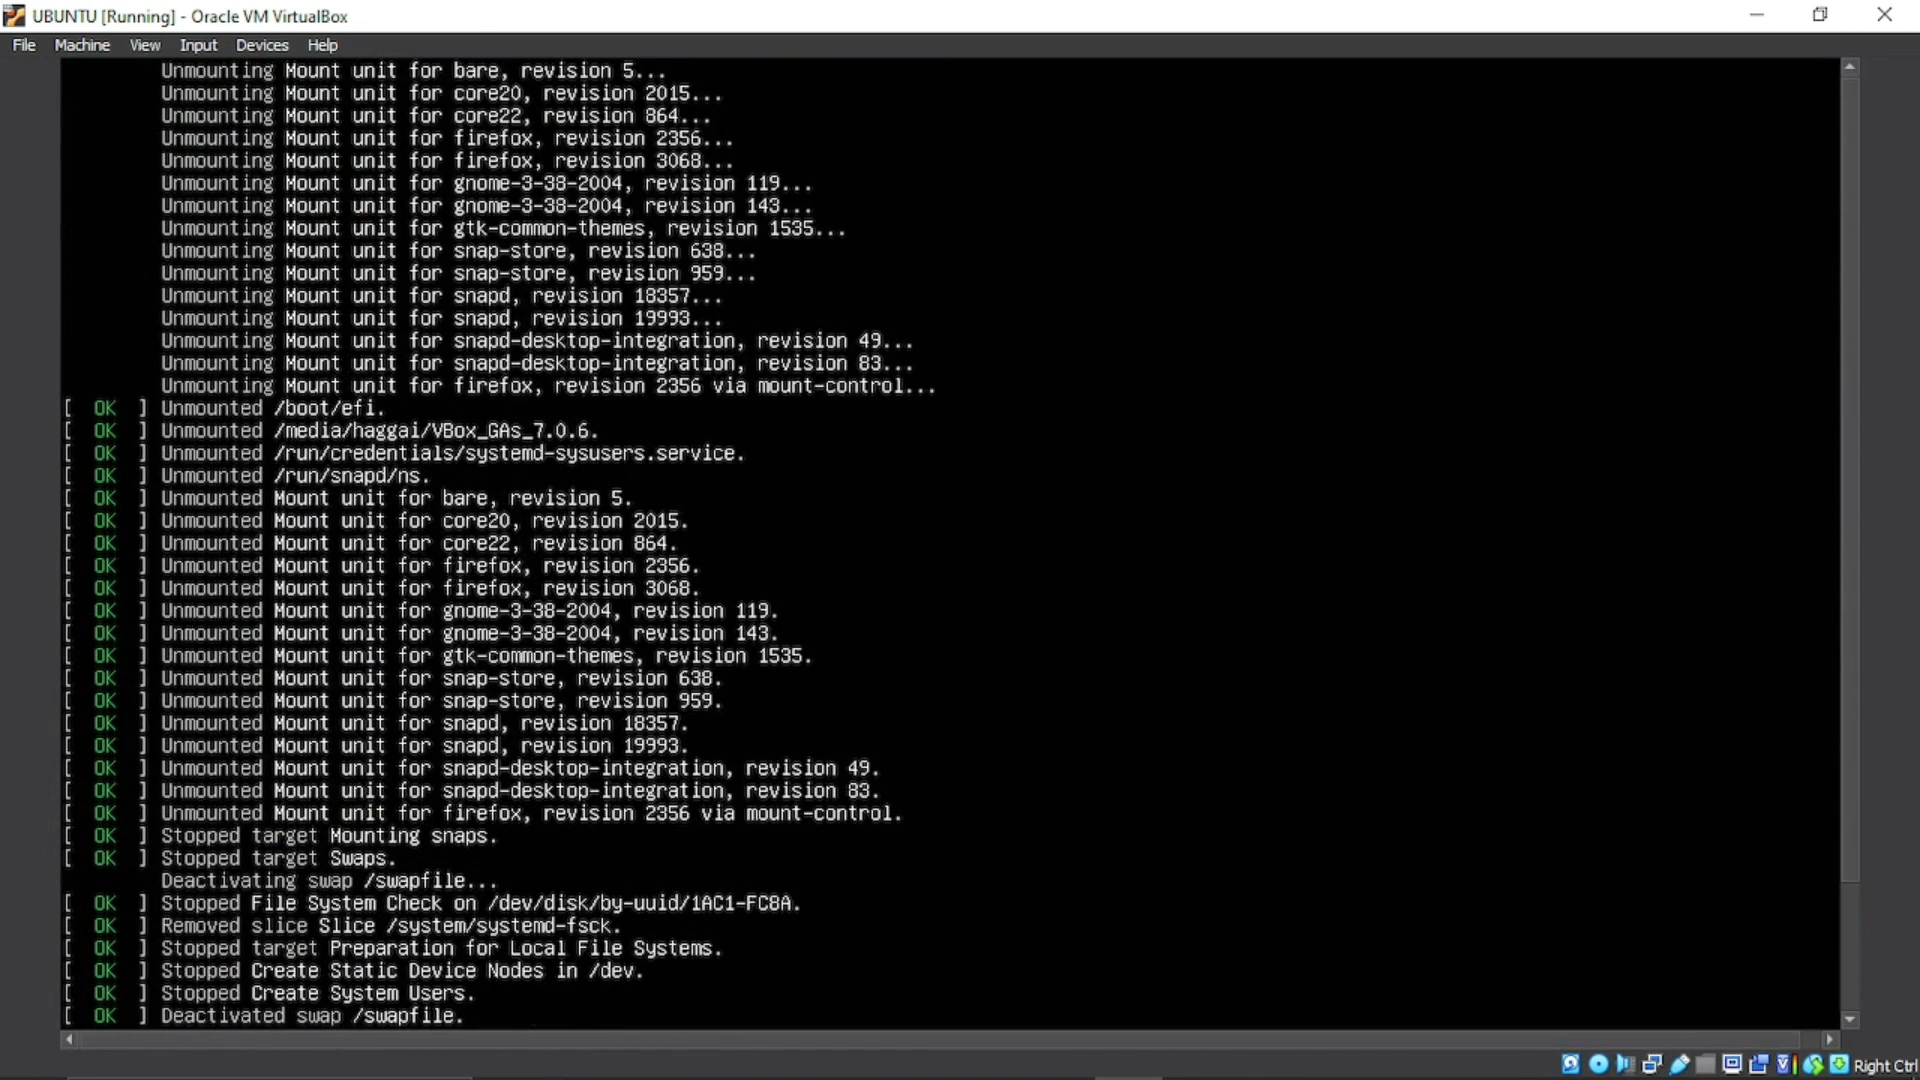 UBUNTU [Running] - Oracle VM VirtualBox
File Machine View Input Devices Help
Unmounting Mount unit for bare, revision 5...
Unmounting Mount unit for core20, revision 2015...
Unmounting Mount unit for core22, revision 864...
Unmounting Mount unit for firefox, revision 2356...
Unmounting Mount unit for firefox, revision 3068...
Unmounting Mount unit for gnome-3-38-2004, revision 119...
Unmounting Mount unit for gnome-3-38-2004, revision 143...
Unmounting Mount unit for gtk-common-themes, revision 1535...
Unmounting Mount unit for snap-store, revision 638...
Unmounting Mount unit for snap-store, revision 959...
Unmounting Mount unit for snapd, revision 18357...
Unmounting Mount unit for snapd, revision 19993...
Unmounting Mount unit for snapd-desktop-integration, revision 49...
Unmounting Mount unit for snapd-desktop-integration, revision 83...
Unmounting Mount unit for firefox, revision 2356 via mount-control...
[  OK  ] Unmounted /boot/efi.
[  OK  ] Unmounted /media/haggai/VBox_GAs_7.0.6.
[  OK  ] Unmounted /run/credentials/systemd-sysusers.service.
[  OK  ] Unmounted /run/snapd/ns.
[  OK  ] Unmounted Mount unit for bare, revision 5.
[  OK  ] Unmounted Mount unit for core20, revision 2015.
[  OK  ] Unmounted Mount unit for core22, revision 864.
[  OK  ] Unmounted Mount unit for firefox, revision 2356.
[  OK  ] Unmounted Mount unit for firefox, revision 3068.
[  OK  ] Unmounted Mount unit for gnome-3-38-2004, revision 119.
[  OK  ] Unmounted Mount unit for gnome-3-38-2004, revision 143.
[  OK  ] Unmounted Mount unit for gtk-common-themes, revision 1535.
[  OK  ] Unmounted Mount unit for snap-store, revision 638.
[  OK  ] Unmounted Mount unit for snap-store, revision 959.
[  OK  ] Unmounted Mount unit for snapd, revision 18357.
[  OK  ] Unmounted Mount unit for snapd, revision 19993.
[  OK  ] Unmounted Mount unit for snapd-desktop-integration, revision 49.
[  OK  ] Unmounted Mount unit for snapd-desktop-integration, revision 83.
[  OK  ] Unmounted Mount unit for firefox, revision 2356 via mount-control.
[  OK  ] Stopped target Mounting snaps.
[  OK  ] Stopped target Swaps.
Deactivating swap /swapfile...
[  OK  ] Stopped File System Check on /dev/disk/by-uuid/1AC1-FC8A.
[  OK  ] Removed slice Slice /system/systemd-fsck.
[  OK  ] Stopped target Preparation for Local File Systems.
[  OK  ] Stopped Create Static Device Nodes in /dev.
[  OK  ] Stopped Create System Users.
[  OK  ] Deactivated swap /swapfile.
Right Ctrl